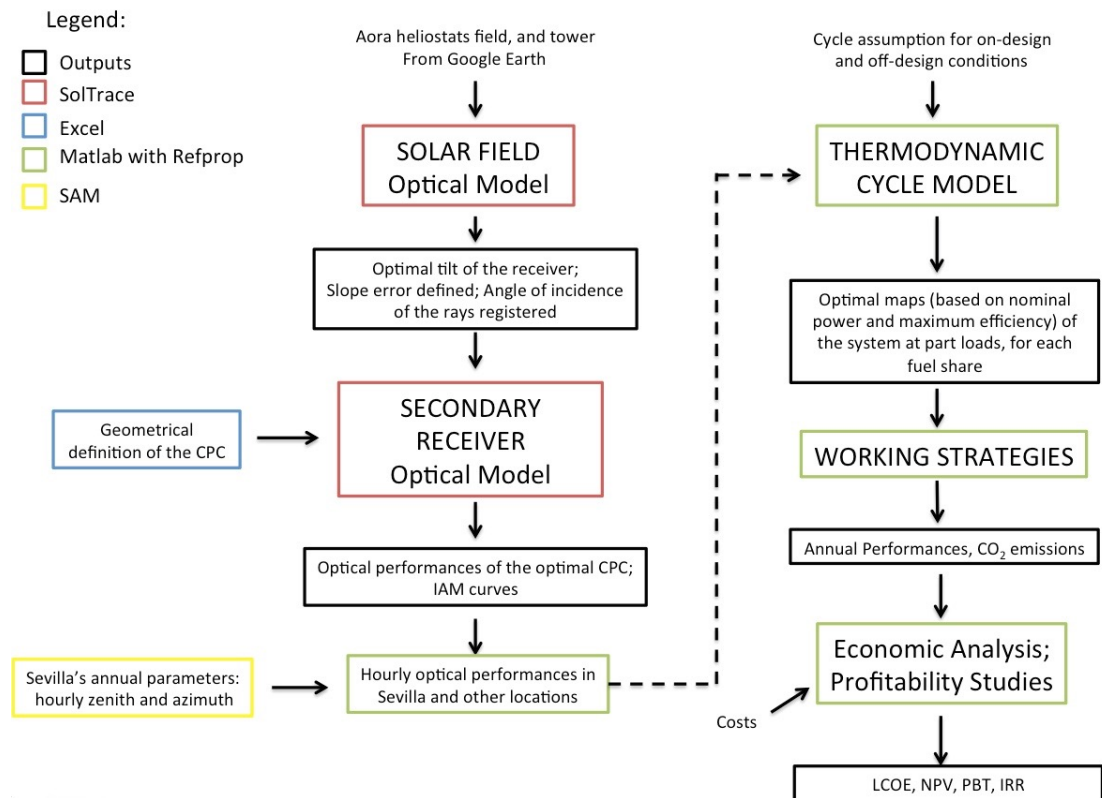 Legend:
Outputs
SolTrace
Excel
Matlab with Refprop
SAM
Aora heliostats field, and tower
From Google Earth
SOLAR FIELD
Optical Model
Optimal tilt of the receiver;
Slope error defined; Angle of incidence
of the rays registered
Geometrical
definition of the CPC
SECONDARY
RECEIVER
Optical Model
Optical performances of the optimal CPC;
IAM curves
Sevilla's annual parameters:
hourly zenith and azimuth
Hourly optical performances in
Sevilla and other locations
Cycle assumption for on-design
and off-design conditions
THERMODYNAMIC
CYCLE MODEL
Optimal maps (based on nominal
power and maximum efficiency) of
the system at part loads, for each
fuel share
WORKING STRATEGIES
Annual Performances, CO₂ emissions
Economic Analysis;
Profitability Studies
Costs
LCOE, NPV, PBT, IRR